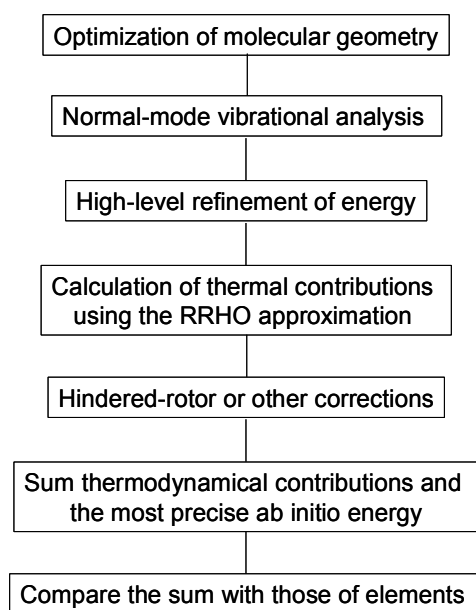 Optimization of molecular geometry
Normal-mode vibrational analysis
High-level refinement of energy
Calculation of thermal contributions
using the RRHO approximation
Hindered-rotor or other corrections
Sum thermodynamical contributions and
the most precise ab initio energy
Compare the sum with those of elements